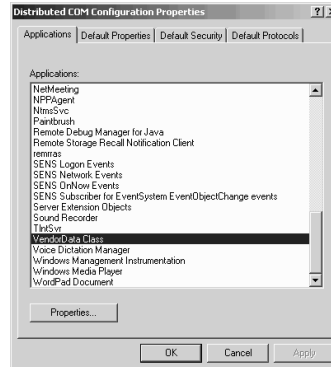 Distributed COM Configuration Properties
Applications Default Properties Default Security Default Protocols
Applications:
NetMeeting
NPPAgent
NtmsSvc
Paintbrush
Remote Debug Manager for Java
Remote Storage Recall Notification Client
remrras
SENS Logon Events
SENS Network Events
SENS OnNow Events
SENS Subscriber for EventSystem EventObjectChange events
Server Extension Objects
Sound Recorder
TlntSvr
VendorData Class
Voice Dictation Manager
Windows Management Instrumentation
Windows Media Player
WordPad Document
Properties...
OK Cancel Apply